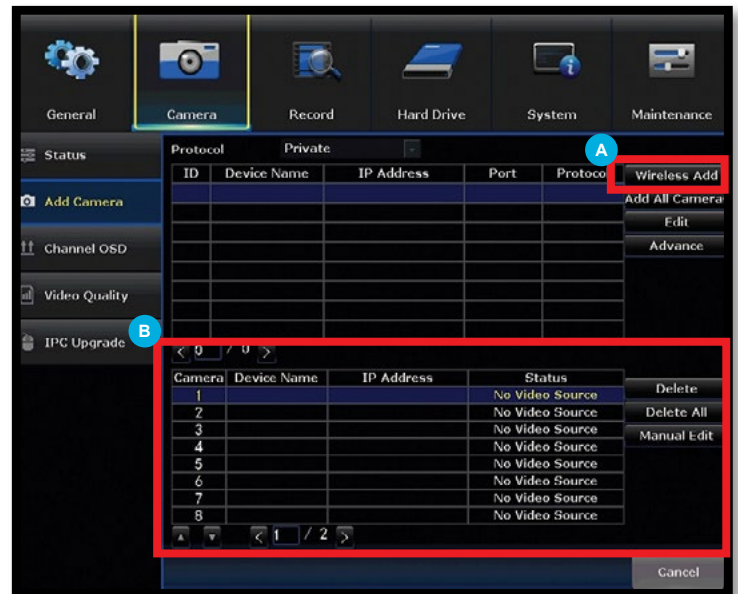 General Camera Record Hard Drive System Maintenance
Status
Add Camera
Channel OSD
Video Quality
IPC Upgrade
Protocol Private
A
ID Device Name IP Address Port Protoco
Wireless Add
Add All Camera
Edit
Advance
B
< 0 / 0 >
Camera Device Name IP Address Status
1 No Video Source
2 No Video Source
3 No Video Source
4 No Video Source
5 No Video Source
6 No Video Source
7 No Video Source
8 No Video Source
Delete
Delete All
Manual Edit
< 1 / 2 >
Cancel